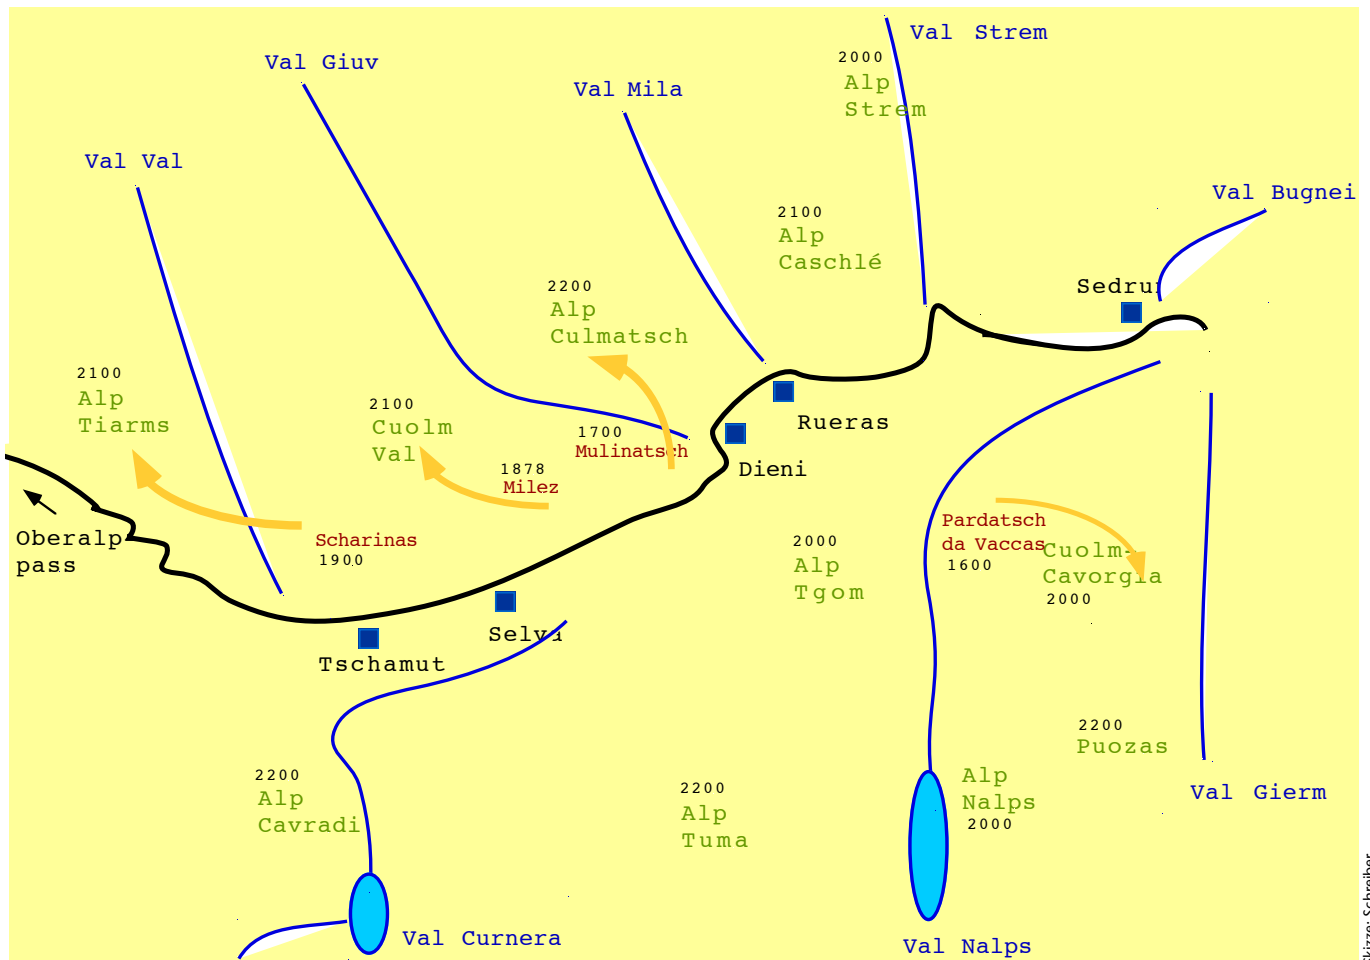 Val Strem
2000
Alp
Strem
Val Giuv
Val Mila
Val Val
Val Bugnei
2100
Alp
Caschlé
2200
Alp
Culmatsch
Sedrun
2100
Alp
Tiarms
2100
Cuolm
Val
1700
Mulinatsch
1878
Milez
Rueras
Dieni
Oberalp-
pass
Scharinas
1900
Pardatsch
da Vaccas
1600
Cuolm-
Cavorgia
2000
2000
Alp
Tgom
Selva
Tschamut
2200
Puozas
2200
Alp
Cavradi
2200
Alp
Tuma
Alp
Nalps
2000
Val Gierm
Val Curnera
Val Nalps
Skizze: Schreiber